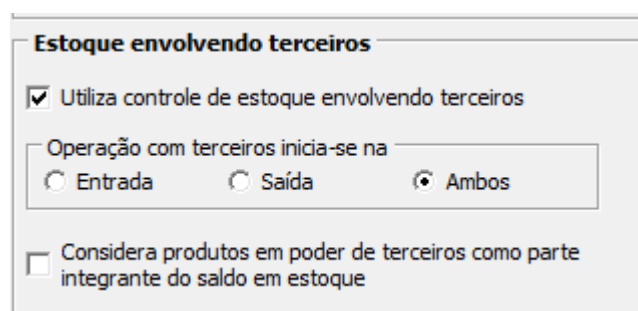 Estoque envolvendo terceiros
Utiliza controle de estoque envolvendo terceiros
Operação com terceiros inicia-se na
Entrada Saída Ambos
Considera produtos em poder de terceiros como parte
integrante do saldo em estoque